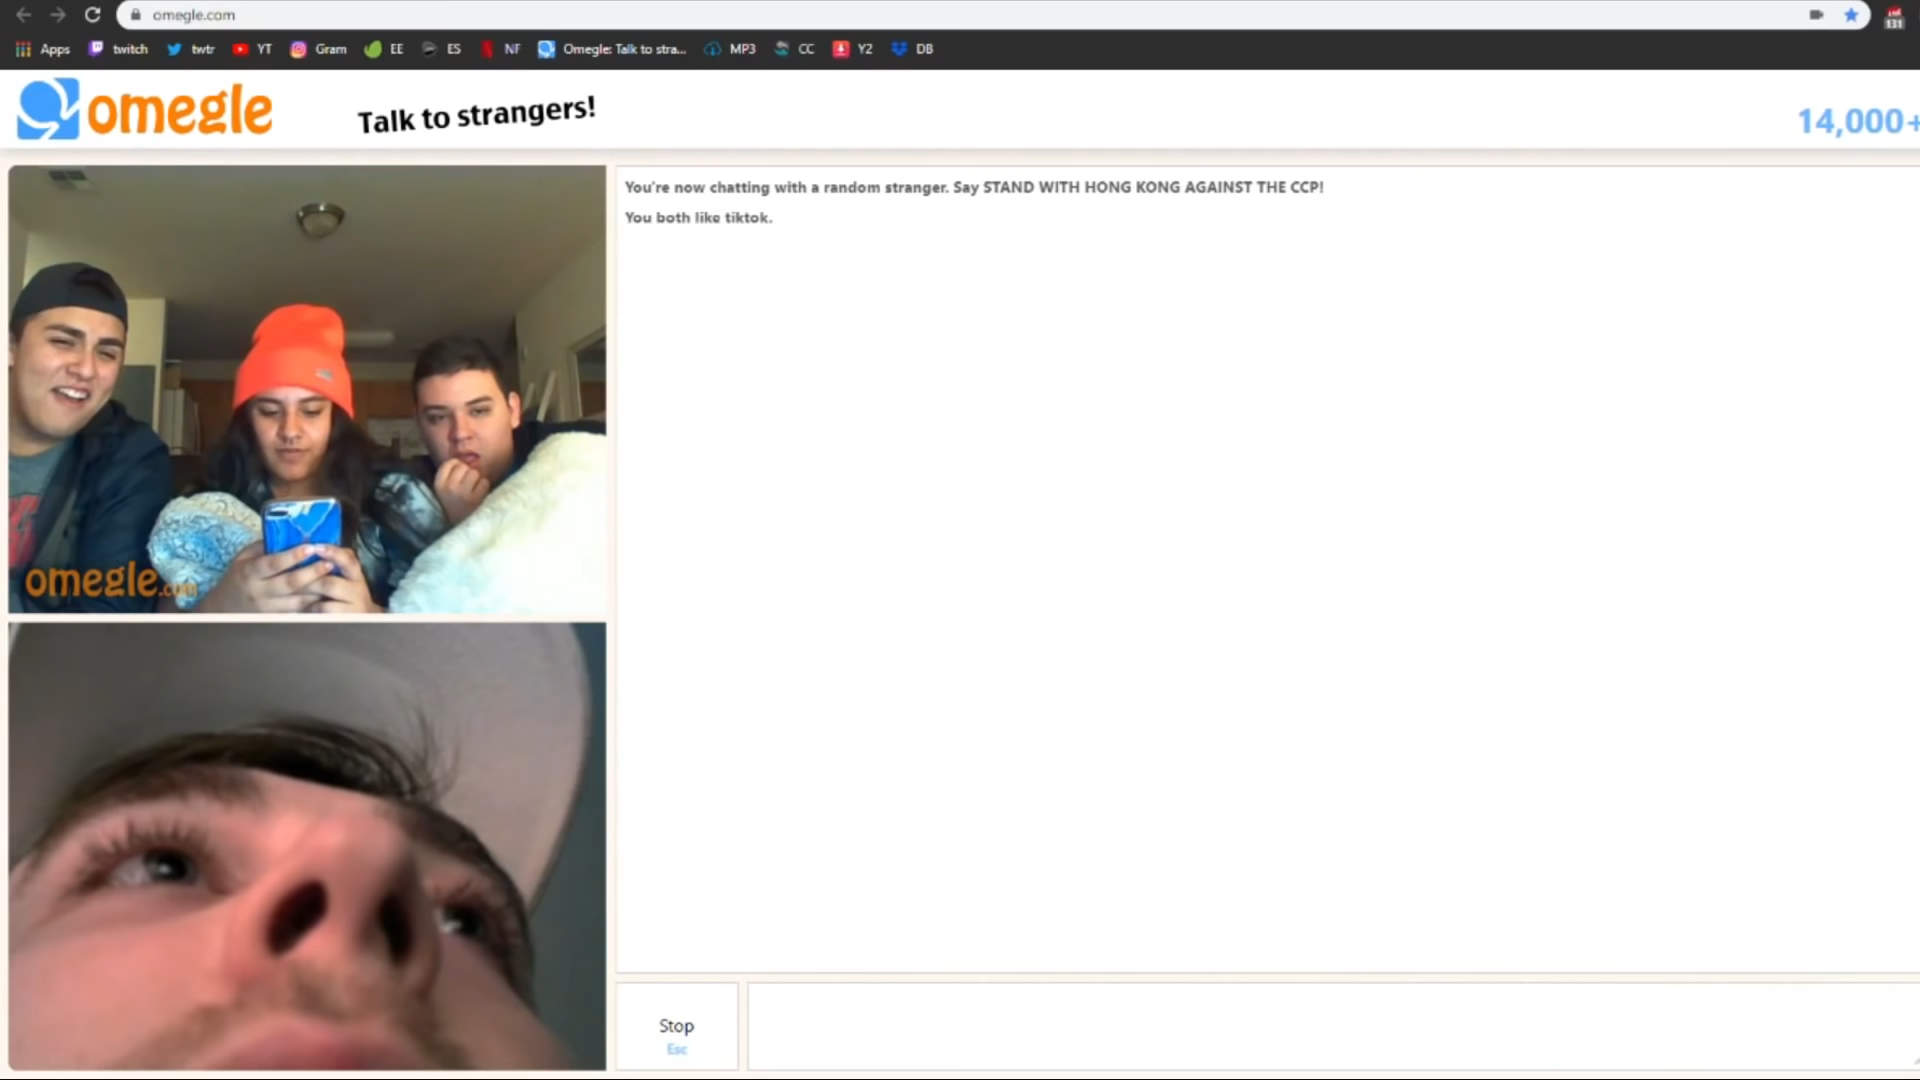 omegle.com
Apps twitch twtr YT Gram EE ES NF Omegle: Talk to stra... MP3 CC Y2 DB
131
omegle
Talk to strangers!
14,000+
You're now chatting with a random stranger. Say STAND WITH HONG KONG AGAINST THE CCP!
You both like tiktok.
omegle.com
Stop
Esc